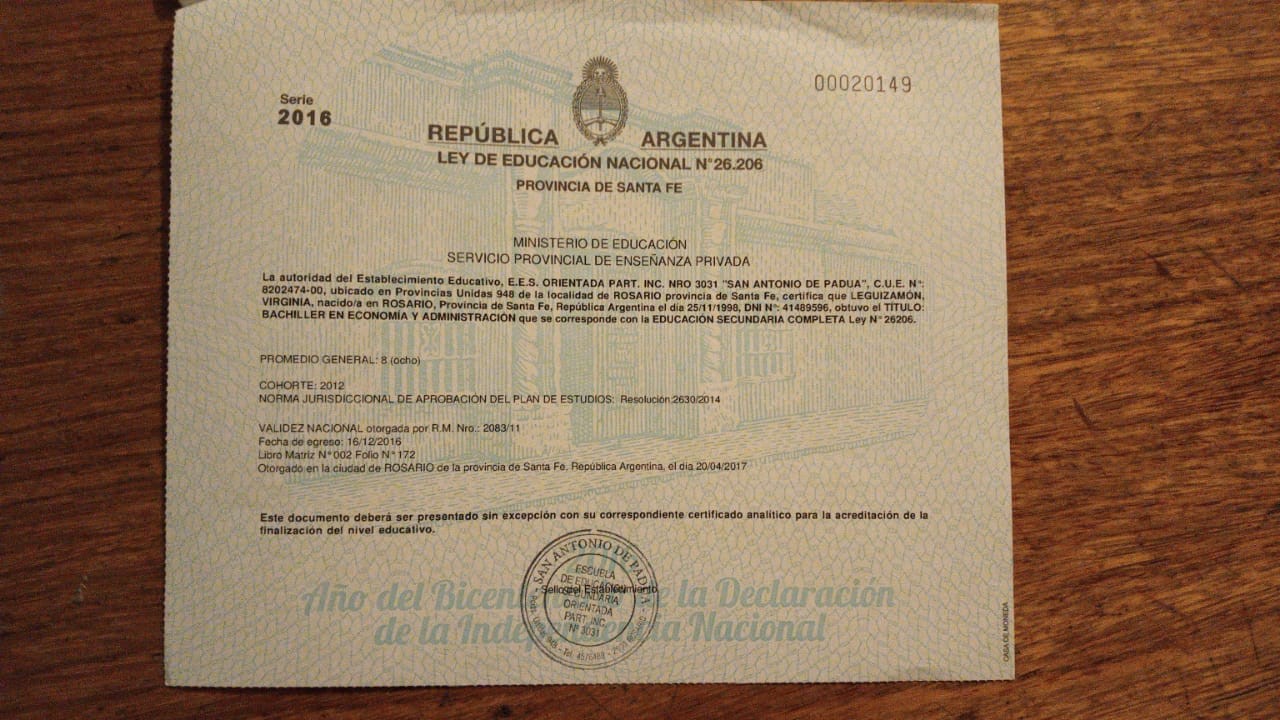 00020149
Serie
2016
REPÚBLICA ARGENTINA
LEY DE EDUCACIÓN NACIONAL N°26.206
PROVINCIA DE SANTA FE
MINISTERIO DE EDUCACIÓN
SERVICIO PROVINCIAL DE ENSEÑANZA PRIVADA
La autoridad del Establecimiento Educativo, E.E.S. ORIENTADA PART. INC. NRO 3031 "SAN ANTONIO DE PADUA", C.U.E. N°:
8202474-00, ubicado en Provincias Unidas 948 de la localidad de ROSARIO provincia de Santa Fe, certifica que LEGUIZAMÓN,
VIRGINIA, nacido/a en ROSARIO, Provincia de Santa Fe, República Argentina el día 25/11/1998, DNI N°: 41489596, obtuvo el TÍTULO:
BACHILLER EN ECONOMÍA Y ADMINISTRACIÓN que se corresponde con la EDUCACIÓN SECUNDARIA COMPLETA Ley N° 26206.
PROMEDIO GENERAL: 8 (ocho)
COHORTE: 2012
NORMA JURISDICCIONAL DE APROBACIÓN DEL PLAN DE ESTUDIOS: Resolución:2630/2014
VALIDEZ NACIONAL otorgada por R.M. Nro.: 2083/11
Fecha de egreso: 16/12/2016
Libro Matriz N°002 Folio N°172
Otorgado en la ciudad de ROSARIO de la provincia de Santa Fe, República Argentina, el día 20/04/2017
Este documento deberá ser presentado sin excepción con su correspondiente certificado analítico para la acreditación de la
finalización del nivel educativo.
SAN ANTONIO DE PADUA
ESCUELA
DE EDUCACIÓN
SECUNDARIA
ORIENTADA
PART. INC.
N° 3031
Sello del Establecimiento
Año del Bicentenario de la Declaración
de la Independencia Nacional
CASA DE MONEDA